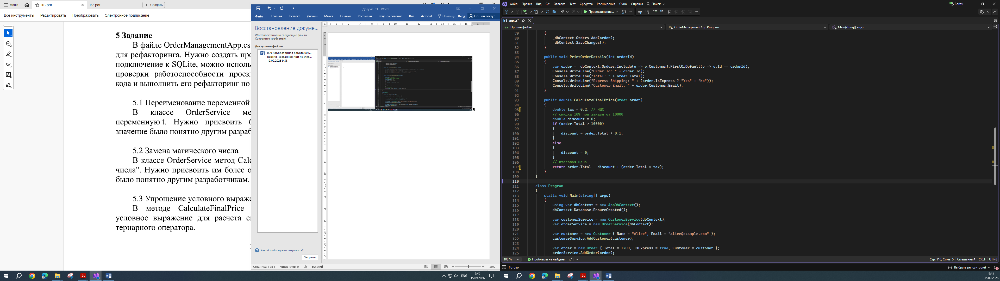 Меню
lr8.pdf
lr7.pdf
Создать
Все инструменты
Редактировать
Преобразовать
Электронное подписание
5 Задание
В файле OrderManagementApp.cs
для рефакторинга. Нужно создать про
подключение к SQLite, можно исполь
проверки работоспособности проект
кода и выполнить его рефакторинг по
5.1 Переименование переменной
В классе OrderService ме
переменную t. Нужно присвоить б
значение было понятно другим разраб
5.2 Замена магического числа
В классе OrderService метод Calc
числа". Нужно присвоить им более о
было понятно другим разработчикам.
5.3 Упрощение условного выраже
В методе CalculateFinalPrice
условное выражение для расчета ск
тернарного оператора.
Документ1 - Word
Файл
Главная
Вставка
Дизайн
Макет
Ссылки
Рассылки
Рецензирование
Вид
Acrobat
Помощн
Вход
Общий доступ
Восстановление докуме...
Word восстановил следующие файлы.
Сохраните требуемые.
Доступные файлы
009 Лабораторная работа 003...
Версия, созданная при послед...
12.09.2026 9:38
Какой файл нужно сохранить?
Закрыть
Страница 1 из 1
Число слов: 0
русский
120%
ENG
8:45
15.09.2026
Файл
Правка
Вид
Git
Отладка
Тест
Средства
Расширения
Окно
Справка
Поиск
Войти
Присоединение...
lr8_app.cs*
Прочие файлы
OrderManagementApp.Program
Main(string[] args)
79 {
80 _dbContext.Orders.Add(order);
81 _dbContext.SaveChanges();
82 }
83
84 public void PrintOrderDetails(int orderId)
85 {
86 var order = _dbContext.Orders.Include(o => o.Customer).FirstOrDefault(o => o.Id == orderId);
87 Console.WriteLine("Order Id: " + order.Id);
88 Console.WriteLine("Total: " + order.Total);
89 Console.WriteLine("Express Shipping: " + (order.IsExpress ? "Yes" : "No"));
90 Console.WriteLine("Customer Email: " + order.Customer.Email);
91 }
92
93 public double CalculateFinalPrice(Order order)
94 {
95 double tax = 0.2; // НДС
96 // скидка 10% при заказе от 10000
97 double discount = 0;
98 if (order.Total > 10000)
99 {
100 discount = order.Total * 0.1;
101 }
102 else
103 {
104 discount = 0;
105 }
106 // итоговая цена
107 return order.Total - discount + (order.Total * tax);
108 }
109 }
110
111 class Program
112 {
113 static void Main(string[] args)
114 {
115 using var dbContext = new AppDbContext();
116 dbContext.Database.EnsureCreated();
117
118 var customerService = new CustomerService(dbContext);
119 var orderService = new OrderService(dbContext);
120
121 var customer = new Customer { Name = "Alice", Email = "alice@example.com" };
122 customerService.AddCustomer(customer);
123
124 var order = new Order { Total = 1200, IsExpress = true, Customer = customer };
125 orderService.AddOrder(order);
108 %
Проблемы не найдены.
Стр: 110, Симв: 5
Смешанный
CRLF
UTF-8
Готово
Выбрать репозиторий
8:45
15.09.2026